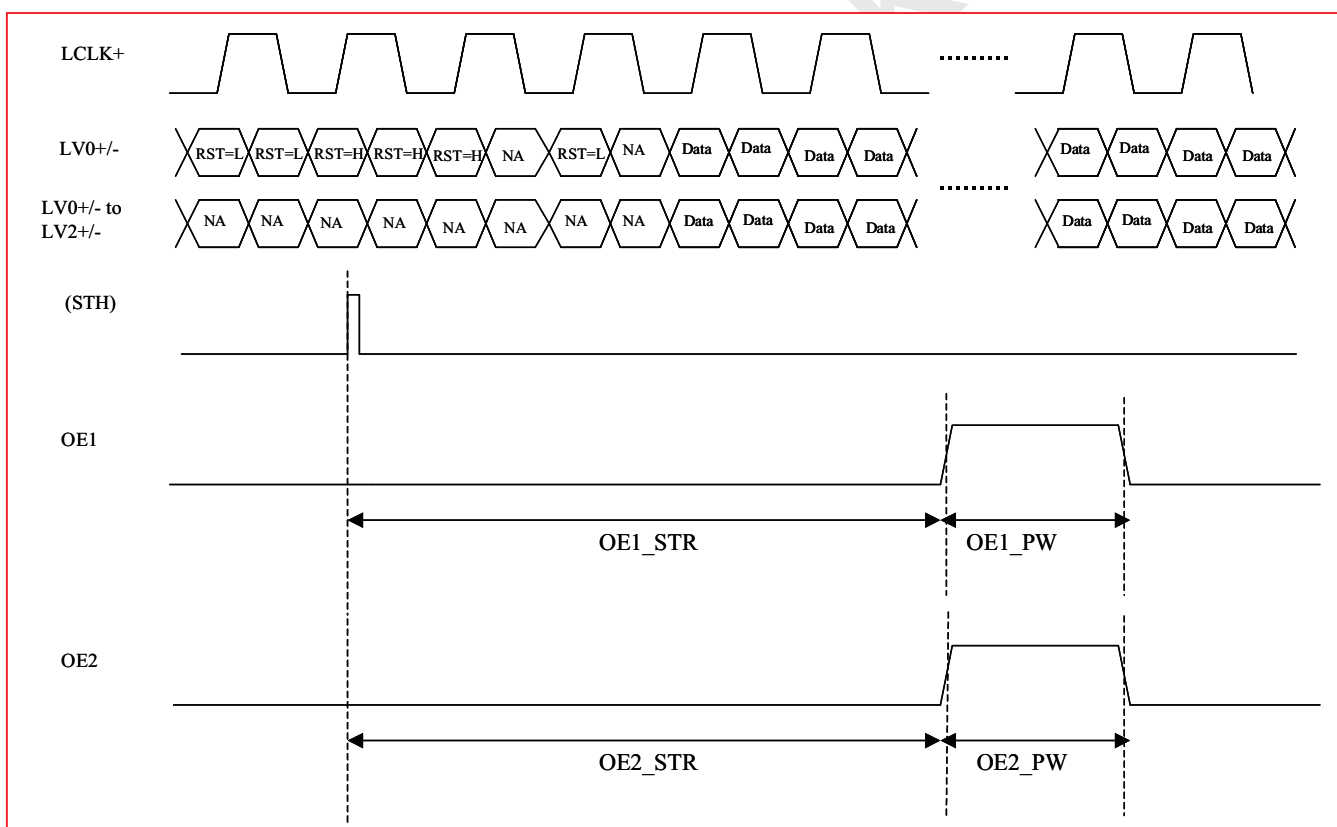 LCLK+
LV0+/- RST=L RST=L RST=H RST=H RST=H NA RST=L NA Data Data Data Data Data Data Data Data
LV0+/- to
LV2+/-
NA NA NA NA NA NA NA NA Data Data Data Data Data Data Data Data
(STH)
OE1
OE1_STR OE1_PW
OE2
OE2_STR OE2_PW